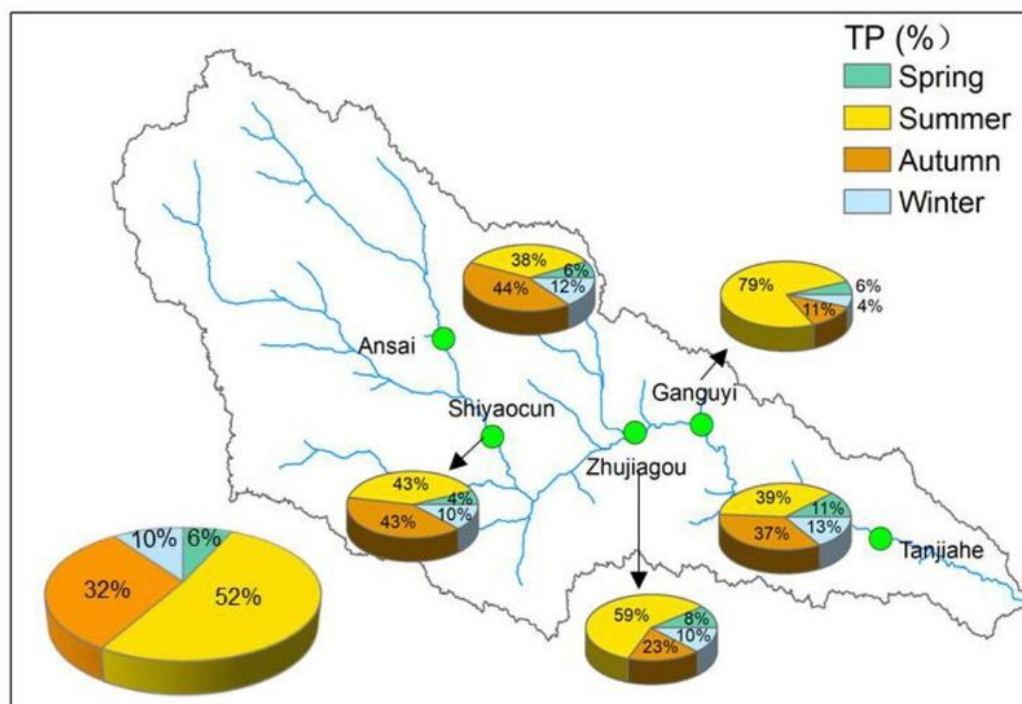 TP (%）
Spring
Summer
Autumn
Winter
38%
6%
44%
12%
79%
6%
11%
4%
Ansai
Ganguyi
Shiyaocun
Zhujiagou
43%
4%
43%
10%
39%
11%
37%
13%
Tanjiahe
10%
6%
32%
52%
59%
8%
23%
10%